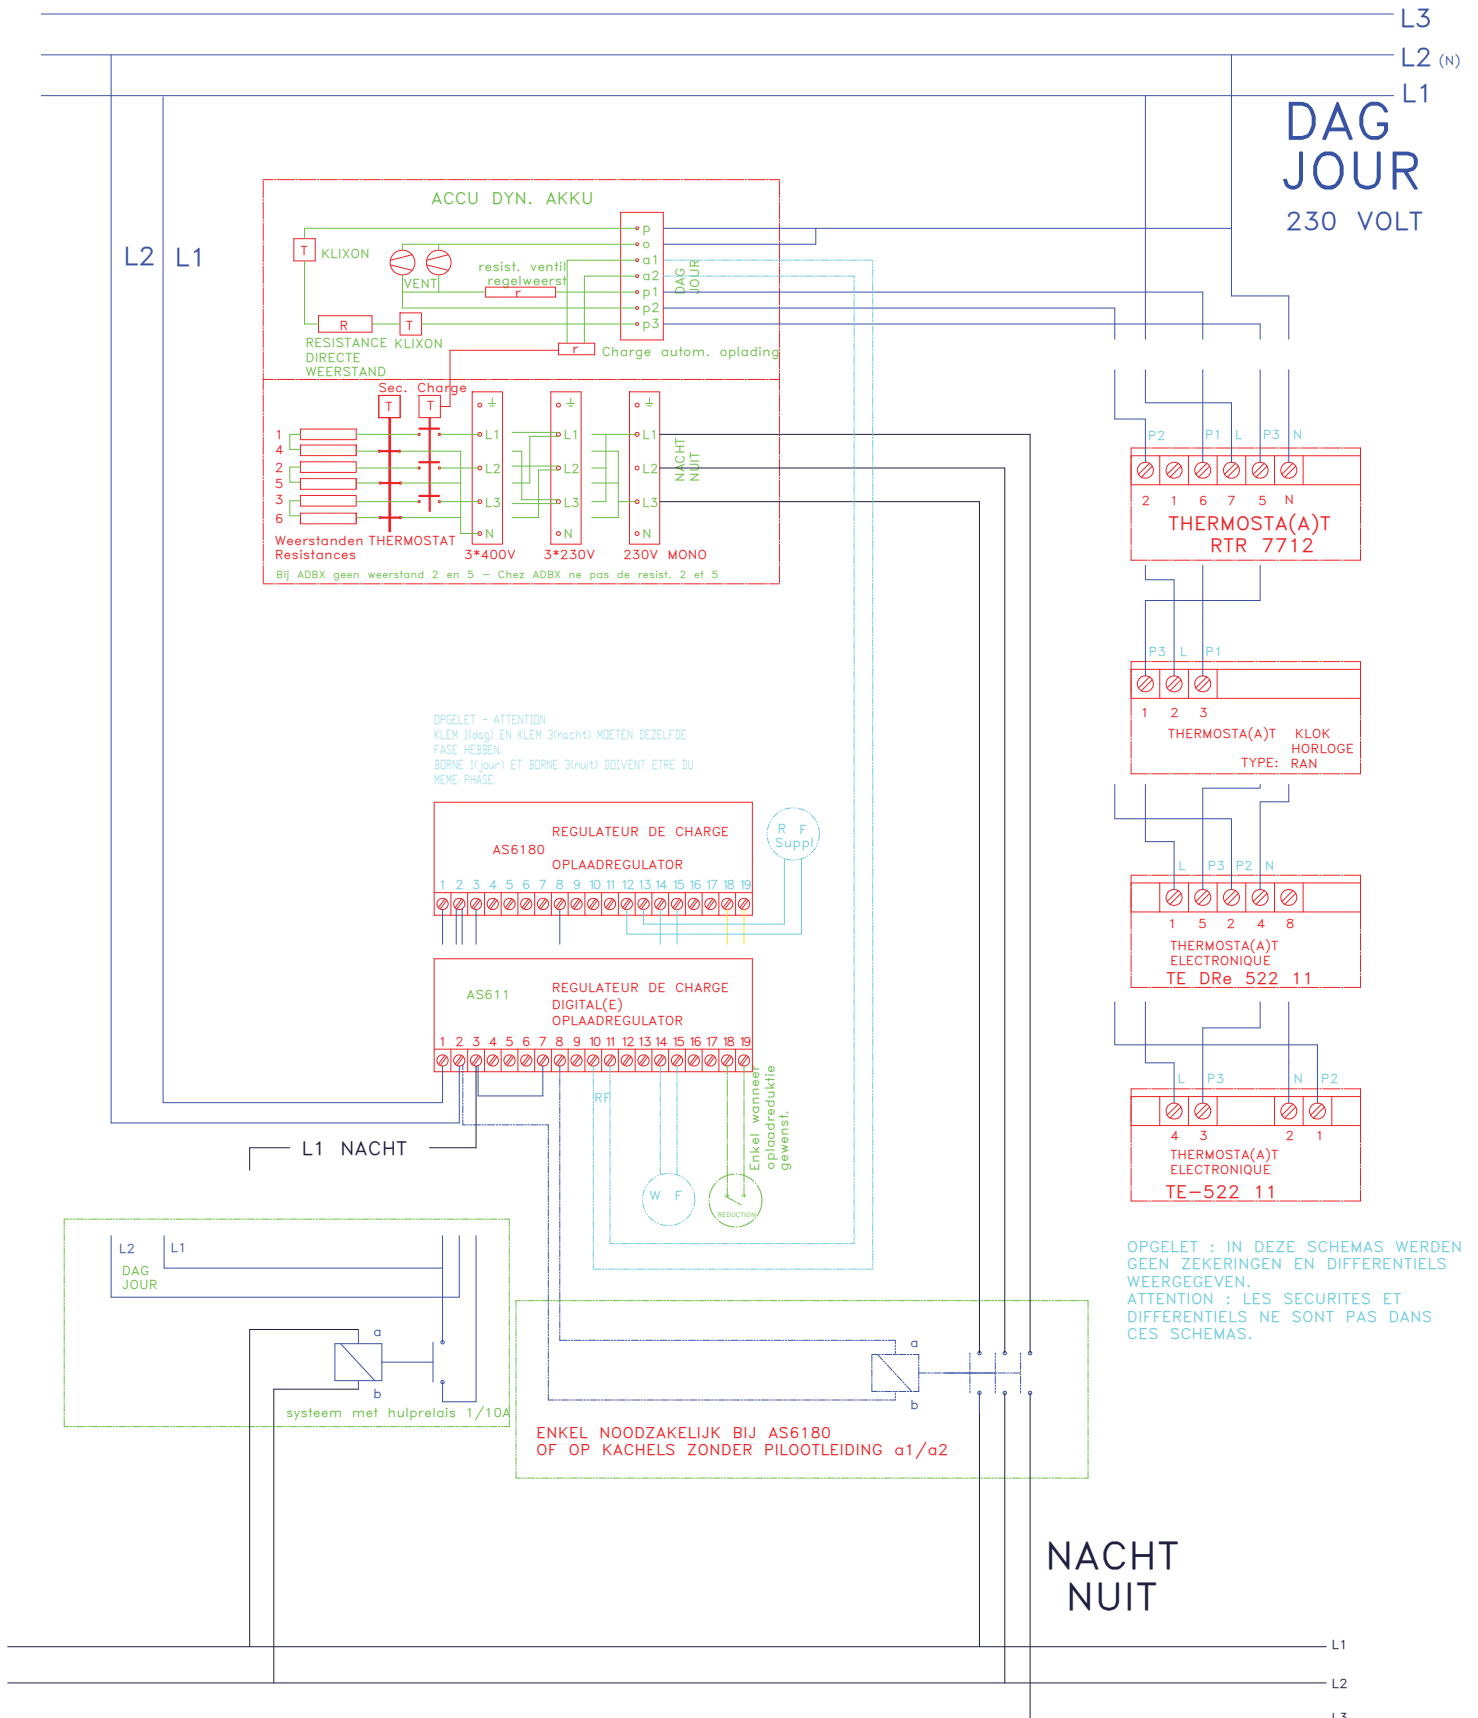 L3
L2 (N)
L1
DAG
JOUR
230 VOLT
L2 L1
ACCU DYN. AKKU
T KLIXON
VENT
resist. ventil
regelweerst
r
p
o
a1
a2
p1
p2
p3
DAG
JOUR
R
T
RESISTANCE KLIXON
DIRECTE
WEERSTAND
r
Charge autom. oplading
Sec. Charge
T T
1
4
2
5
3
6
L1
L2
L3
N
L1
L2
L3
N
L1
L2
L3
N
NACHT
NUIT
Weerstanden THERMOSTAT
Resistances
3*400V 3*230V 230V MONO
Bij ADBX geen weerstand 2 en 5 - Chez ADBX ne pas de resist. 2 et 5
P2 P1 L P3 N
2 1 6 7 5 N
THERMOSTA(A)T
RTR 7712
P3 L P1
1 2 3
THERMOSTA(A)T KLOK
HORLOGE
TYPE: RAN
OPGELET - ATTENTION
KLEM 1(dag) EN KLEM 3(nacht) MOETEN DEZELFDE
FASE HEBBEN.
BORNE 1(jour) ET BORNE 3(nuit) DOIVENT ETRE DU
MEME PHASE.
REGULATEUR DE CHARGE
AS6180
OPLAADREGULATOR
1 2 3 4 5 6 7 8 9 10 11 12 13 14 15 16 17 18 19
R F
Suppl
L P3 P2 N
1 5 2 4 8
THERMOSTA(A)T
ELECTRONIQUE
TE DRe 522 11
AS611
REGULATEUR DE CHARGE
DIGITAL(E)
OPLAADREGULATOR
1 2 3 4 5 6 7 8 9 10 11 12 13 14 15 16 17 18 19
RF
Enkel wanneer
oplaadreduktie
gewenst.
W F
REDUCTION
L P3 N P2
4 3 2 1
THERMOSTA(A)T
ELECTRONIQUE
TE-522 11
L1 NACHT
L2 L1
DAG
JOUR
a
b
systeem met hulprelais 1/10A
OPGELET : IN DEZE SCHEMAS WERDEN
GEEN ZEKERINGEN EN DIFFERENTIELS
WEERGEGEVEN.
ATTENTION : LES SECURITES ET
DIFFERENTIELS NE SONT PAS DANS
CES SCHEMAS.
a
b
ENKEL NOODZAKELIJK BIJ AS6180
OF OP KACHELS ZONDER PILOOTLEIDING a1/a2
NACHT
NUIT
L1
L2
L3